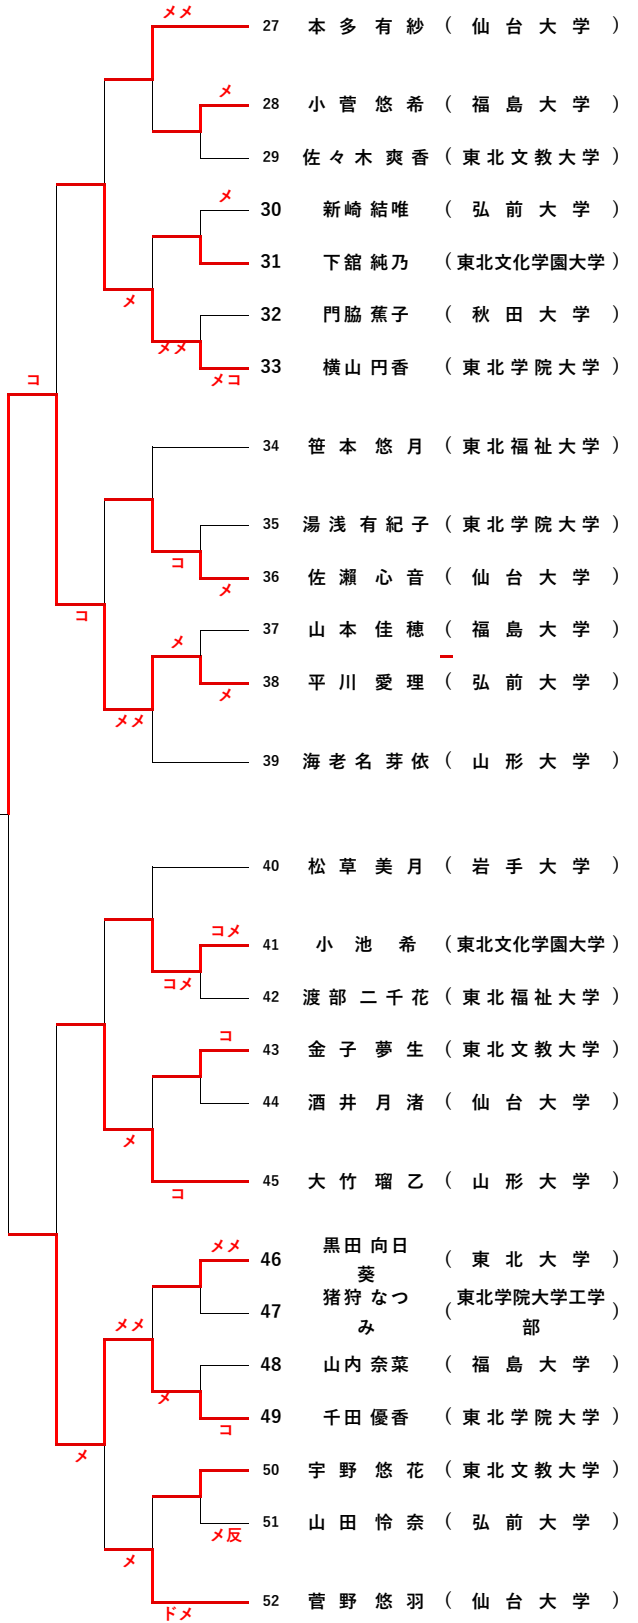 メメ
27 本多 有紗 ( 仙台大学 )
メ
28 小菅 悠希 ( 福島大学 )
29 佐々木 爽香 ( 東北文教大学 )
メ
30 新崎 結唯 ( 弘前大学 )
31 下舘 純乃 ( 東北文化学園大学 )
メ
32 門脇 蕉子 ( 秋田大学 )
メメ
33 横山 円香 ( 東北学院大学 )
コ メコ
34 笹本 悠月 ( 東北福祉大学 )
35 湯浅 有紀子 ( 東北学院大学 )
コ
36 佐瀬 心音 ( 仙台大学 )
メ
コ
37 山本 佳穂 ( 福島大学 )
メ
38 平川 愛理 ( 弘前大学 )
メ
メメ
39 海老名 芽依 ( 山形大学 )
40 松草 美月 ( 岩手大学 )
コメ
41 小池 希 ( 東北文化学園大学 )
コメ
42 渡部 二千花 ( 東北福祉大学 )
コ
43 金子 夢生 ( 東北文教大学 )
44 酒井 月渚 ( 仙台大学 )
メ
45 大竹 瑠乙 ( 山形大学 )
コ
メメ
46 黒田 向日葵 ( 東北大学 )
47 猪狩 なつみ ( 東北学院大学工学部 )
メメ
48 山内 奈菜 ( 福島大学 )
メ
49 千田 優香 ( 東北学院大学 )
コ
メ
50 宇野 悠花 ( 東北文教大学 )
51 山田 怜奈 ( 弘前大学 )
メ反
メ
52 菅野 悠羽 ( 仙台大学 )
ドメ